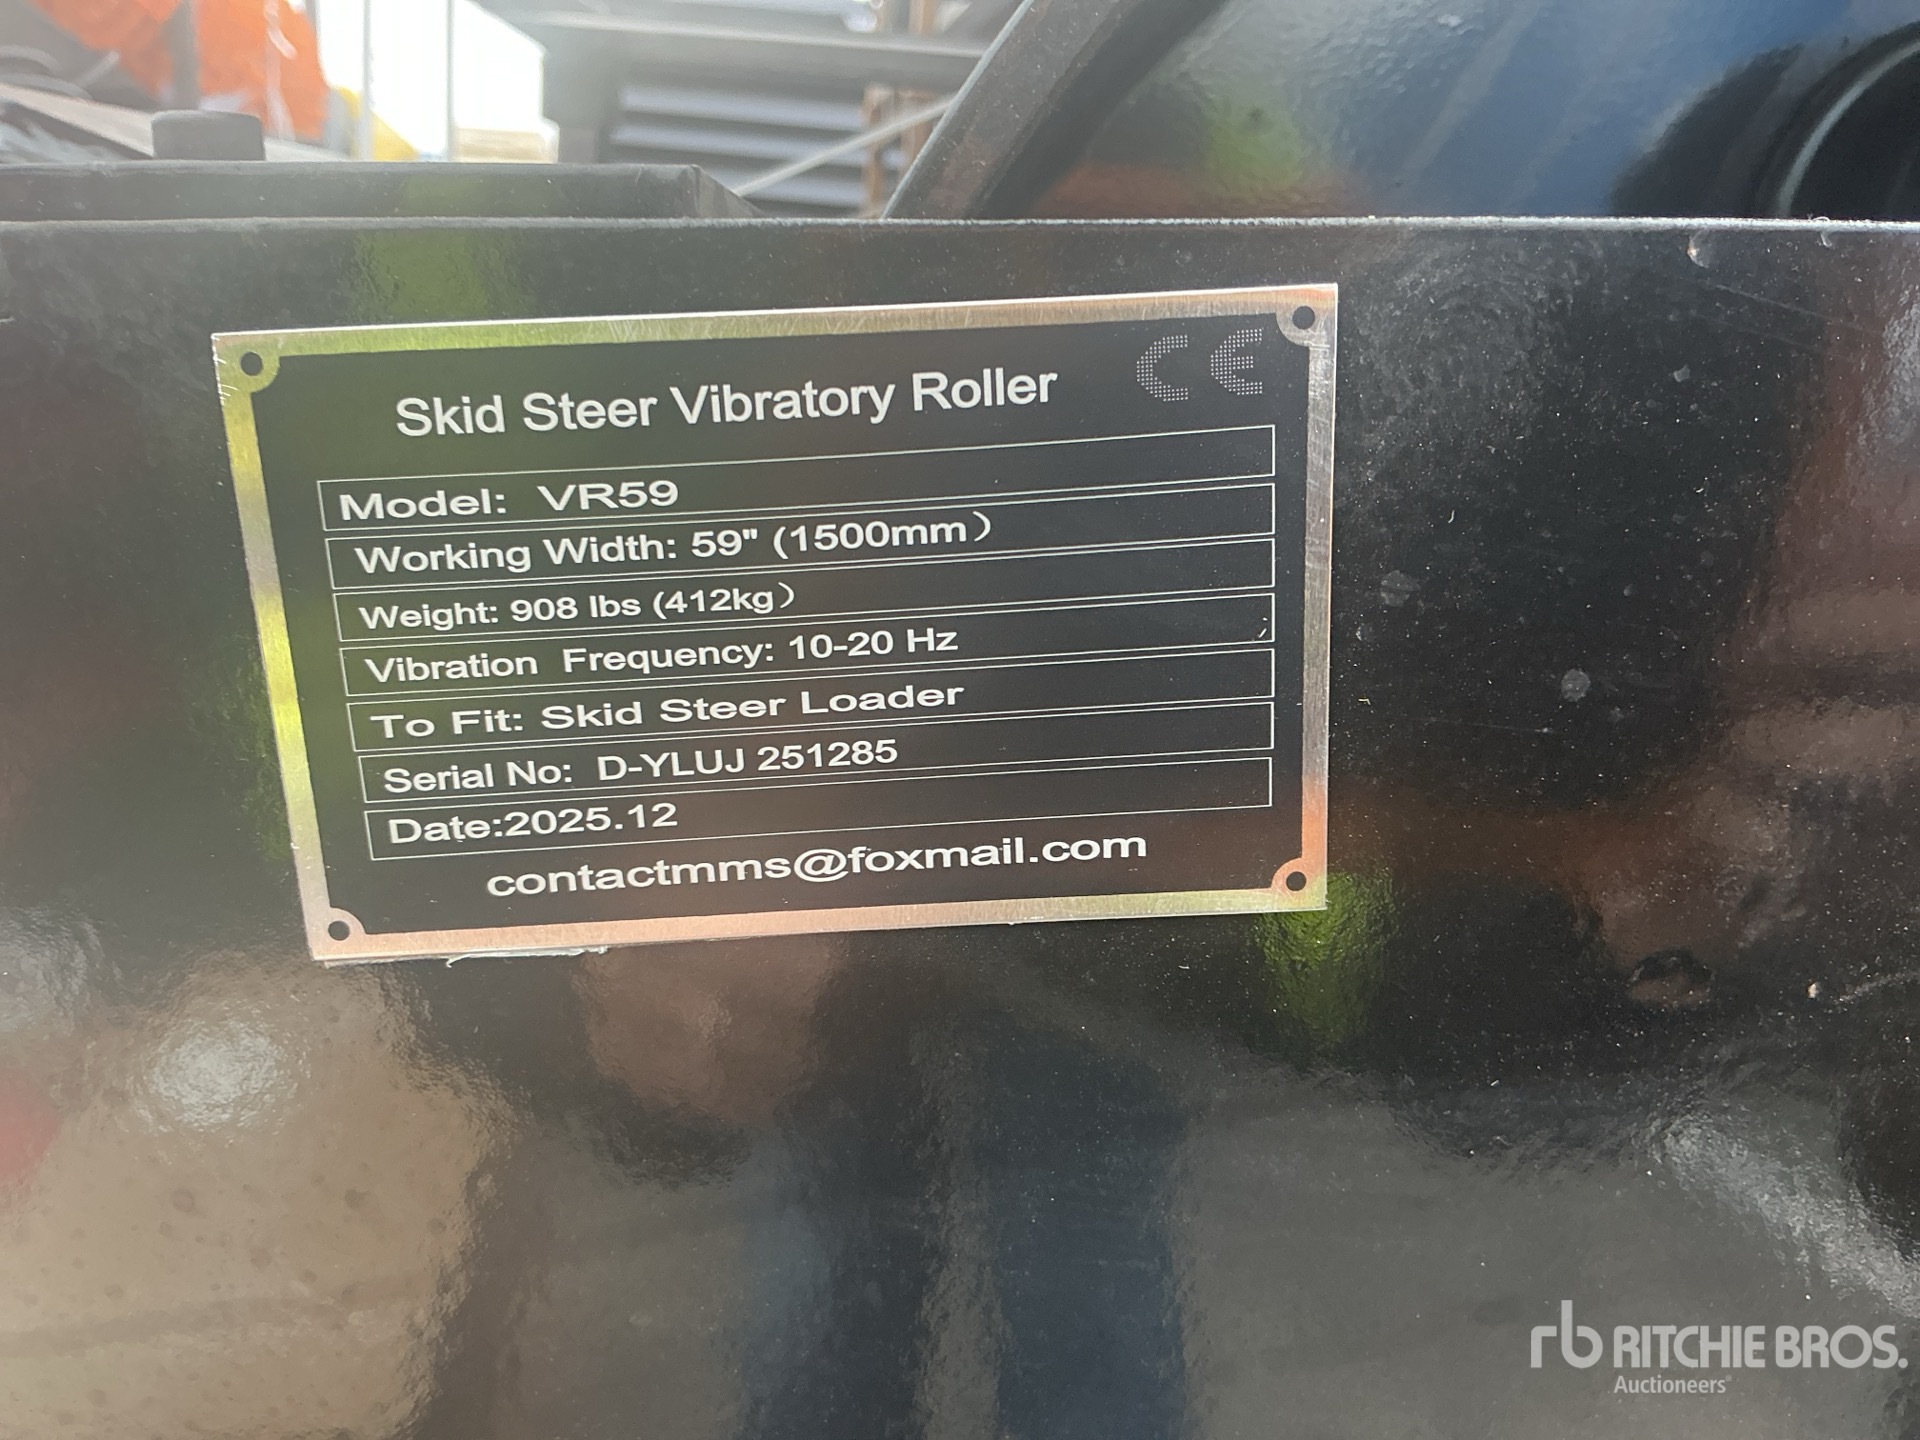 Skid Steer Vibratory Roller
CE
Model: VR59
Working Width: 59" (1500mm)
Weight: 908 lbs (412kg)
Vibration Frequency: 10-20 Hz
To Fit: Skid Steer Loader
Serial No: D-YLUJ 251285
Date:2025.12
contactmms@foxmail.com
rb RITCHIE BROS.
Auctioneers